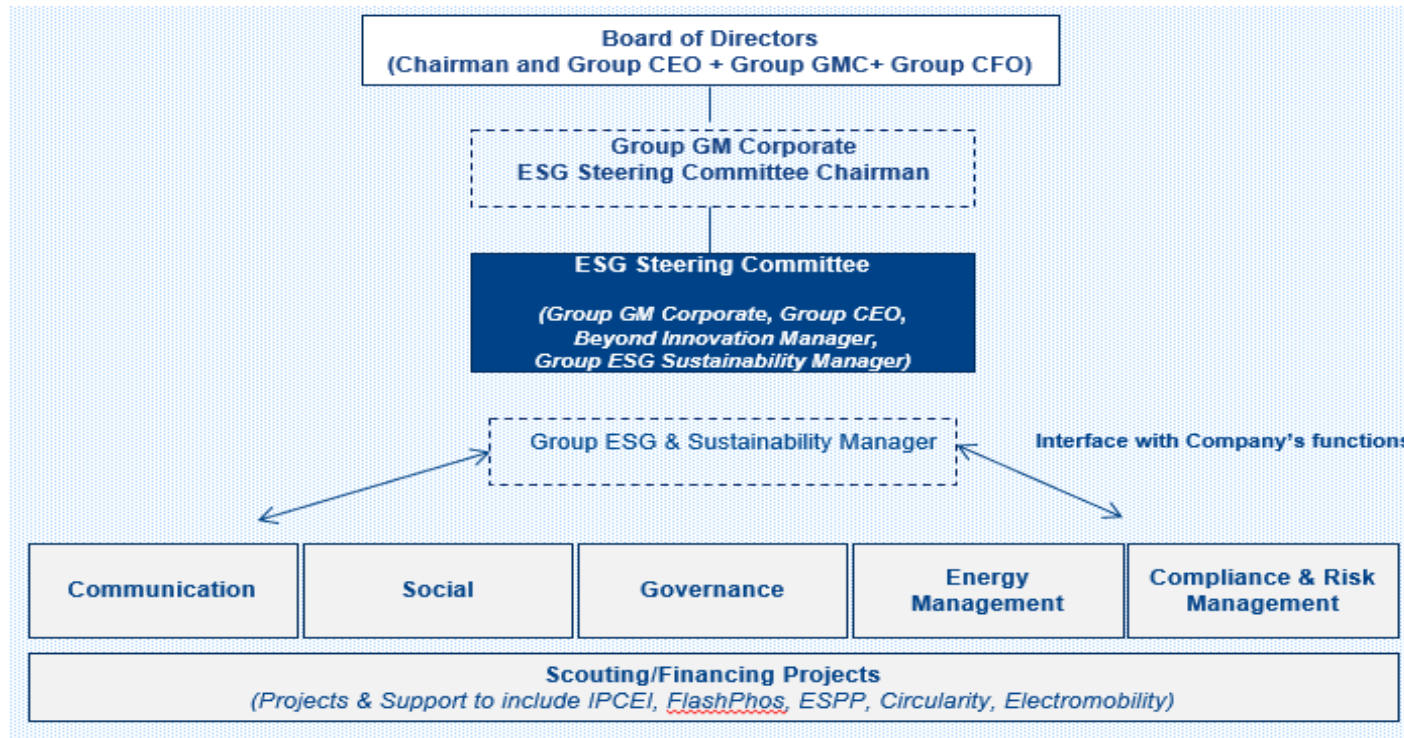 Board of Directors
(Chairman and Group CEO + Group GMC+ Group CFO)
Group GM Corporate
ESG Steering Committee Chairman
ESG Steering Committee
(Group GM Corporate, Group CEO,
Beyond Innovation Manager,
Group ESG Sustainability Manager)
Group ESG & Sustainability Manager
Interface with Company’s functions
Communication
Social
Governance
Energy
Management
Compliance & Risk
Management
Scouting/Financing Projects
(Projects & Support to include IPCEI, FlashPhos, ESPP, Circularity, Electromobility)